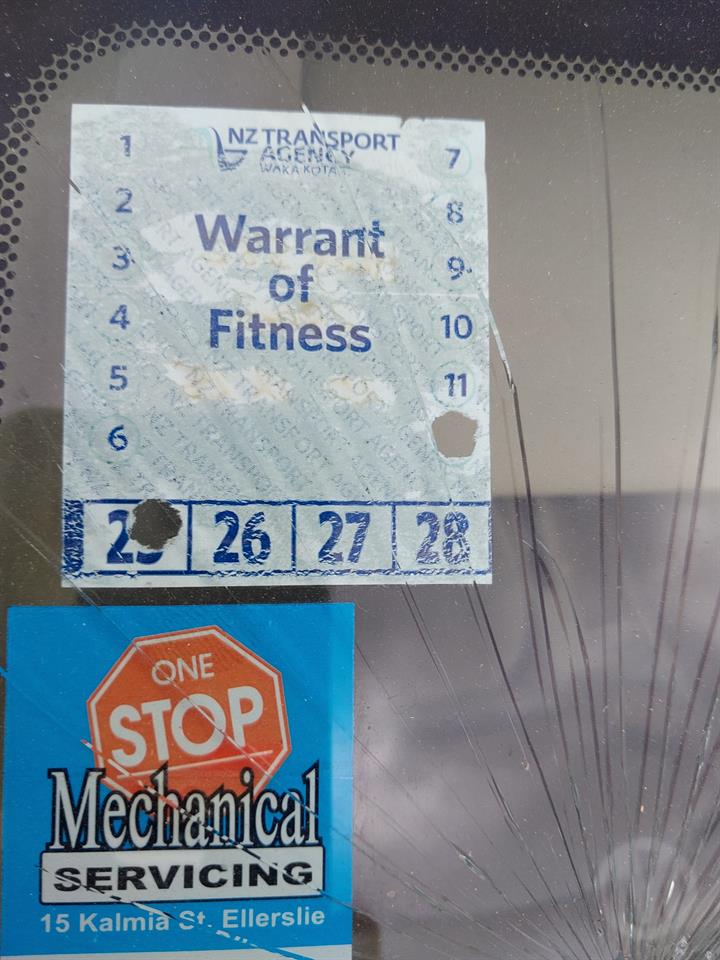 NZ TRANSPORT
AGENCY
WAKA KOTAHI
1
2
3
4
5
6
7
8
9
10
11
Warrant
of
Fitness
26 27 28
ONE
STOP
Mechanical
SERVICING
15 Kalmia St. Ellerslie